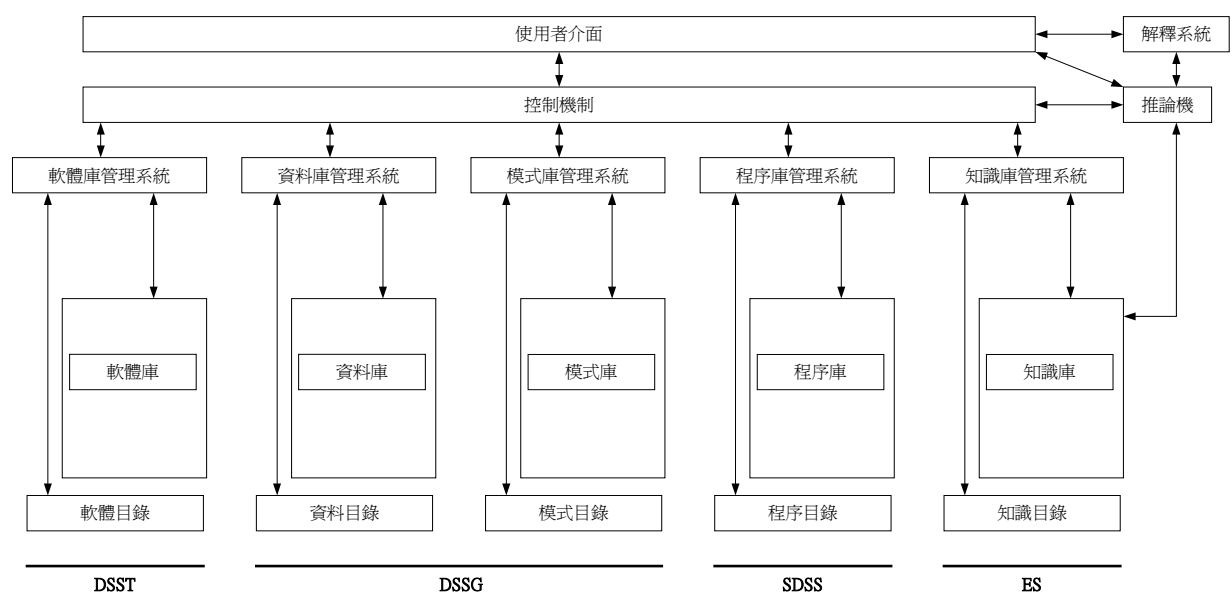 使用者介面
解釋系統
控制機制
推論機
軟體庫管理系統
資料庫管理系統
模式庫管理系統
程序庫管理系統
知識庫管理系統
軟體庫
資料庫
模式庫
程序庫
知識庫
軟體目錄
資料目錄
模式目錄
程序目錄
知識目錄
DSST
DSSG
SDSS
ES